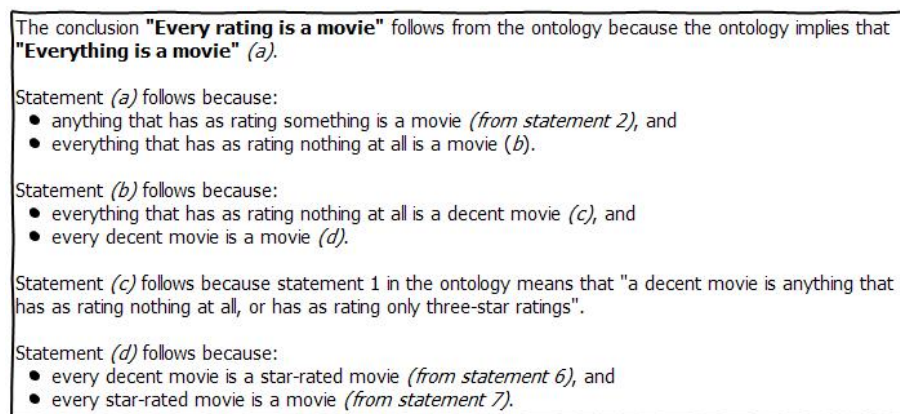 The conclusion "Every rating is a movie" follows from the ontology because the ontology implies that
"Everything is a movie" (a).
Statement (a) follows because:
• anything that has as rating something is a movie (from statement 2), and
• everything that has as rating nothing at all is a movie (b).
Statement (b) follows because:
• everything that has as rating nothing at all is a decent movie (c), and
• every decent movie is a movie (d).
Statement (c) follows because statement 1 in the ontology means that "a decent movie is anything that
has as rating nothing at all, or has as rating only three-star ratings".
Statement (d) follows because:
• every decent movie is a star-rated movie (from statement 6), and
• every star-rated movie is a movie (from statement 7).